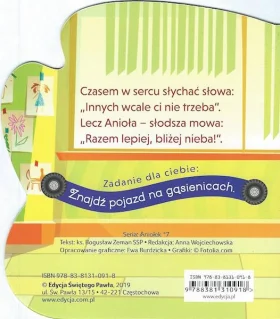 Czasem w sercu słychać słowa:
„Innych wcale ci nie trzeba”.
Lecz Anioła – słodsza mowa:
„Razem lepiej, bliżej nieba!”.
Zadanie dla ciebie:
Znajdź pojazd na gąsienicach.
Seria: Aniołek *7
Tekst: ks. Bogusław Zeman SSP • Redakcja: Anna Wojciechowska
Opracowanie graficzne: Ewa Burdzicka • Grafiki: © Fotolia.com
ISBN 978-83-8131-091-8
© Edycja Świętego Pawła, 2019
ul. Św. Pawła 13/15 • 42-221 Częstochowa
www.edycja.com.pl
ISBN 978-83-8131-091-8
9 788381 310918 >
www.edycja.pl